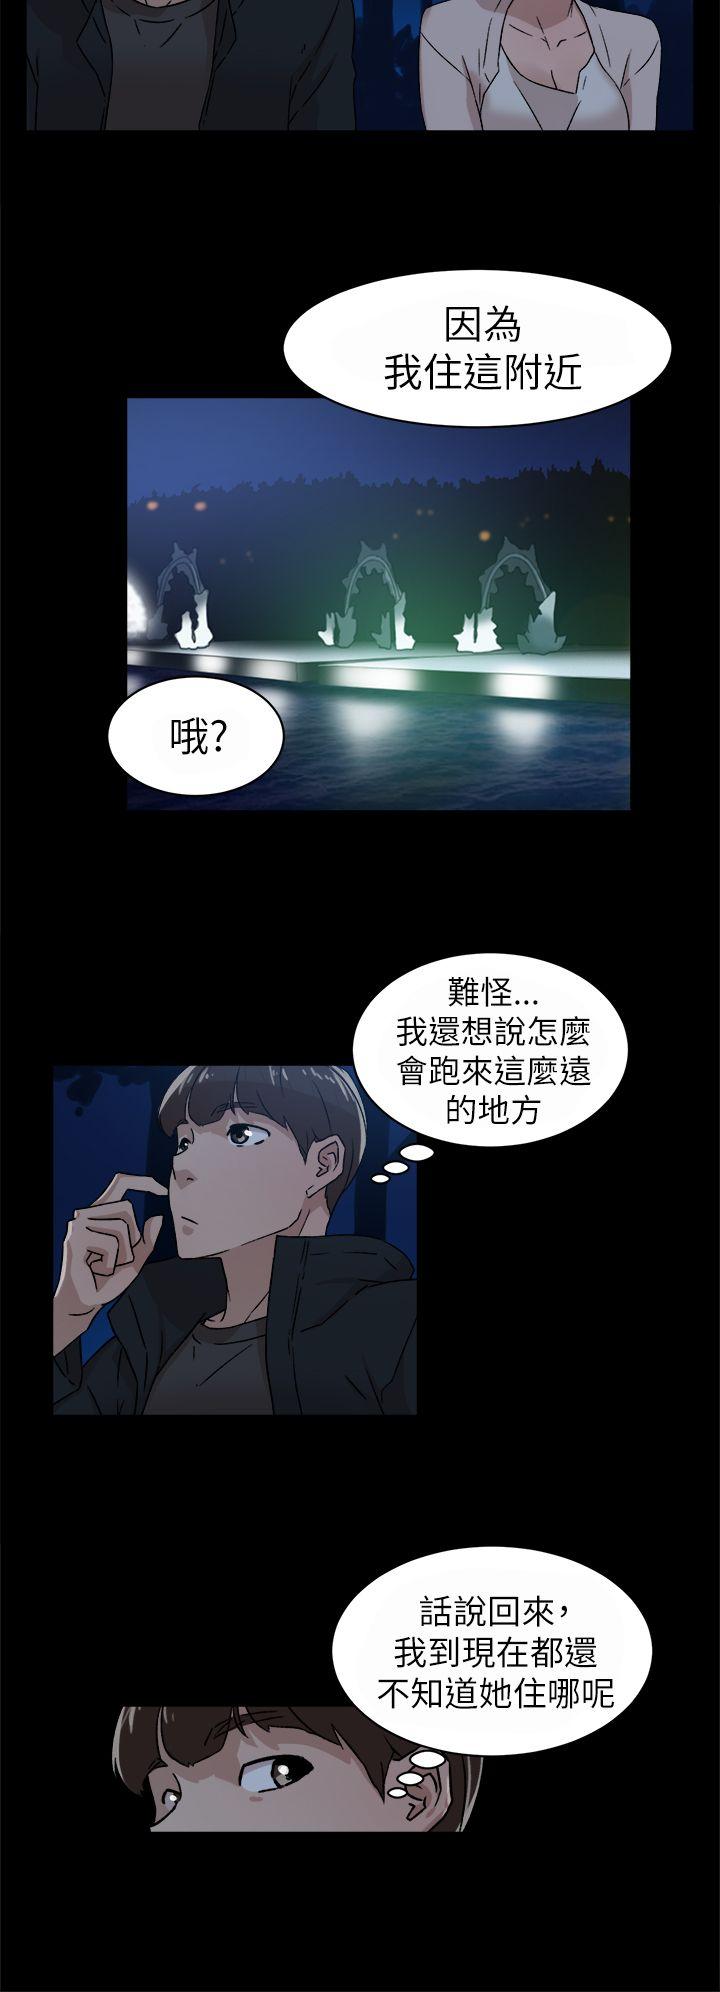 因為
我住這附近
哦?
難怪...
我還想說怎麼
會跑來這麼遠
的地方
話說回來,
我到現在都還
不知道她住哪呢